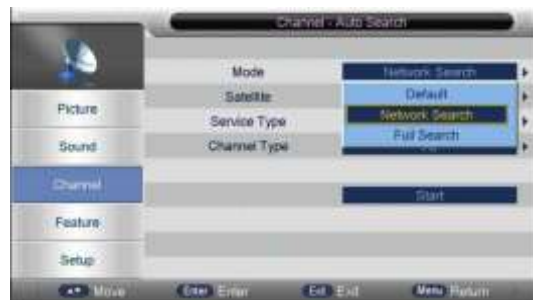 Channel - Auto Search
Mode
Network Search
Satellite
Default
Service Type
Network Search
Channel Type
Full Search
Start
Picture
Sound
Channel
Feature
Setup
Move
Enter Enter
Exit Exit
Menu Return